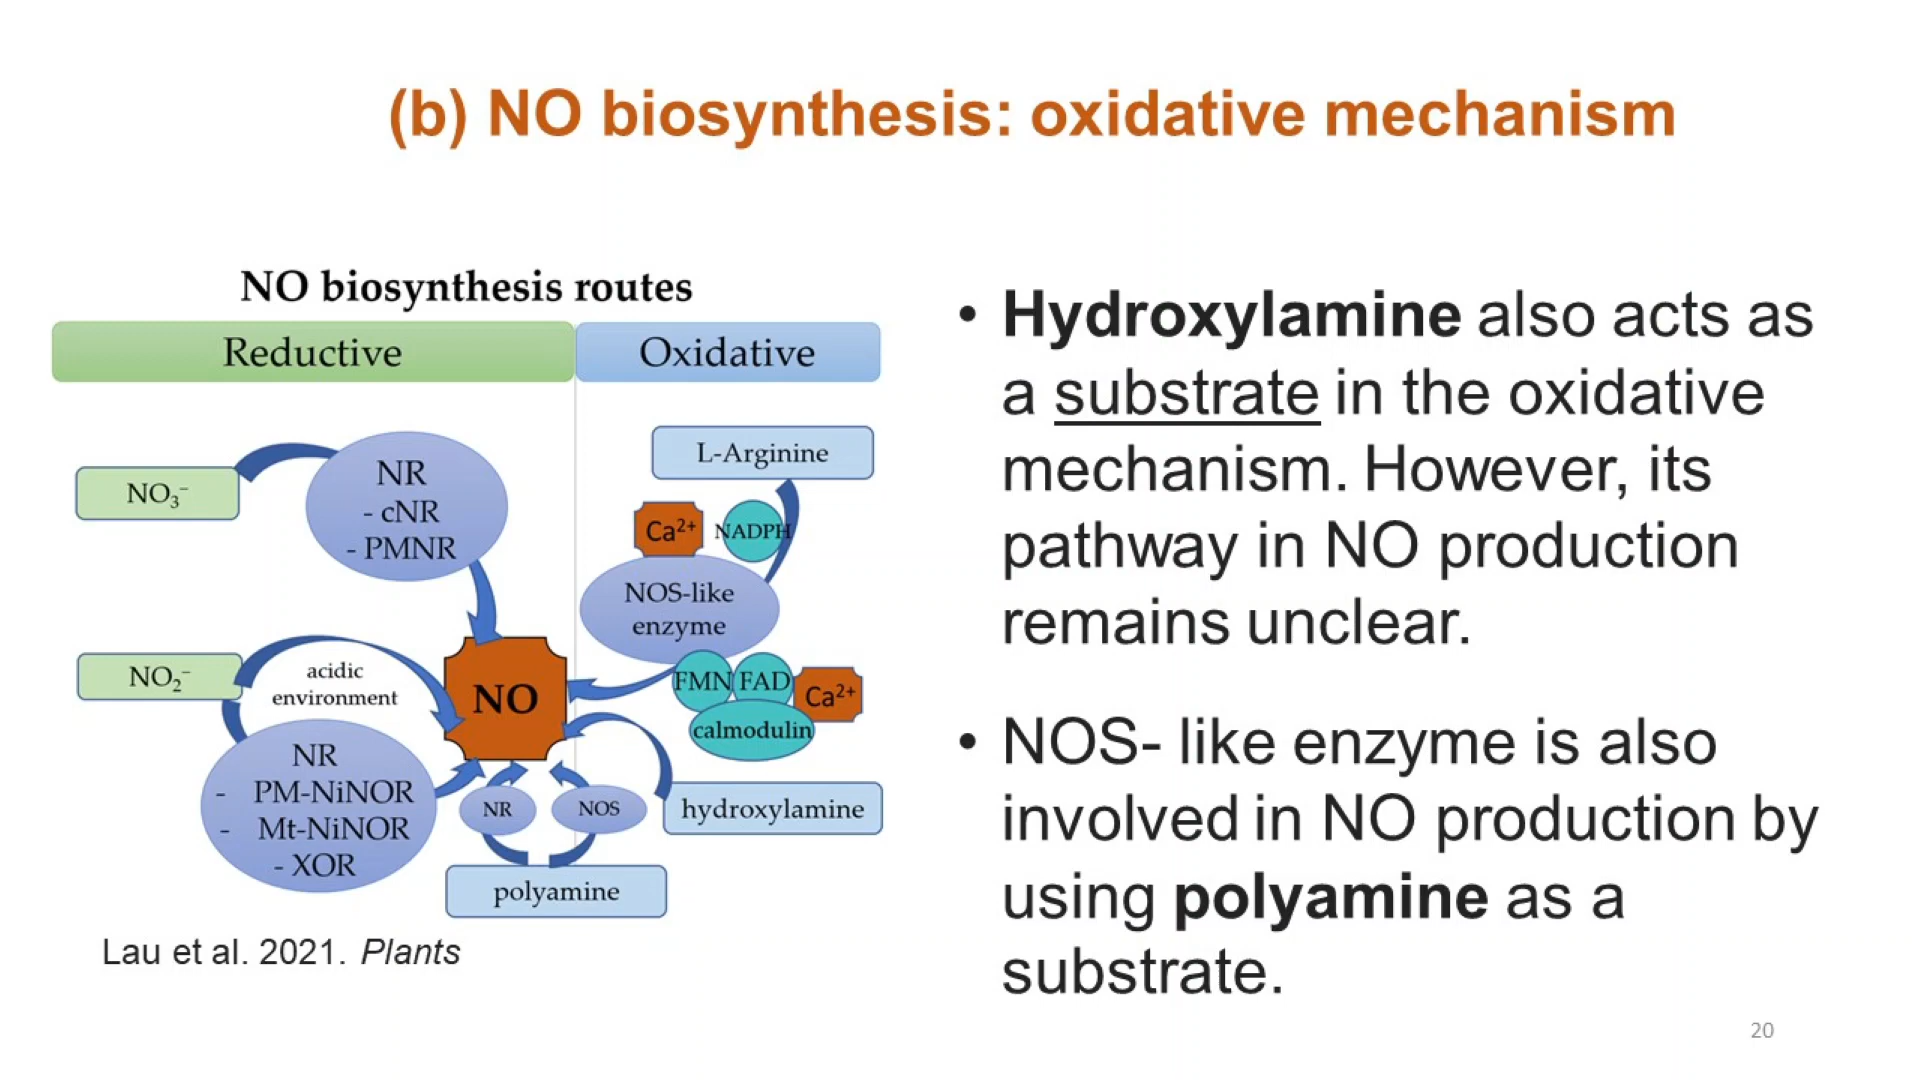 (b) NO biosynthesis: oxidative mechanism
NO biosynthesis routes
Reductive
Oxidative
NO₃⁻
NR
- cNR
- PMNR
L-Arginine
Ca²⁺
NADPH
NOS-like
enzyme
NO₂⁻
acidic
environment
NO
FMN
FAD
Ca²⁺
calmodulin
NR
- PM-NiNOR
- Mt-NiNOR
- XOR
NR
NOS
hydroxylamine
polyamine
Lau et al. 2021. Plants
• Hydroxylamine also acts as
a substrate in the oxidative
mechanism. However, its
pathway in NO production
remains unclear.
• NOS- like enzyme is also
involved in NO production by
using polyamine as a
substrate.
20